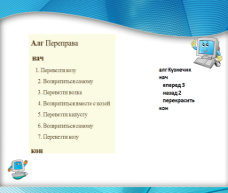 Алг Переправа
нач
1. Перевезти козу
2. Возвратиться самому
3. Перевезти волка
4. Возвратиться вместе с козой
5. Перевезти капусту
6. Возвратиться самому
7. Перевезти козу
кон
алг Кузнечик
нач
вперед 3
назад 2
перекрасить
кон